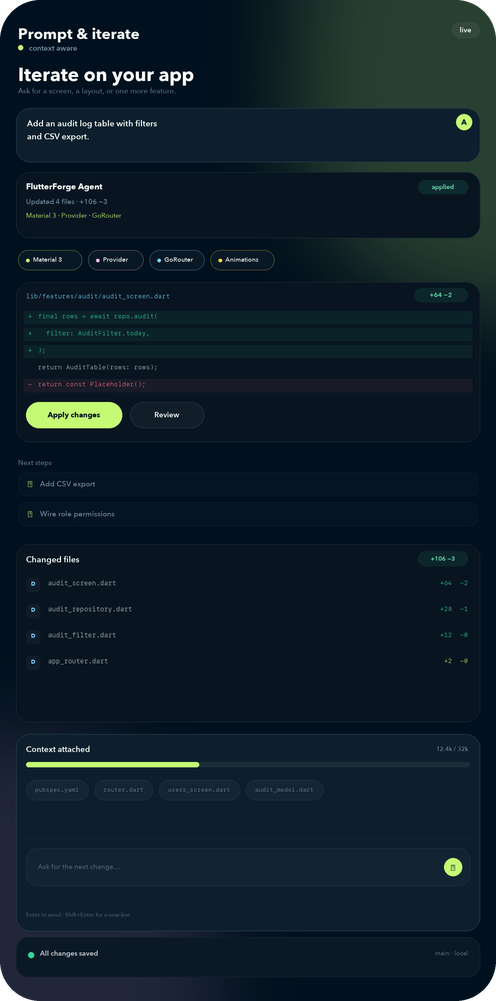 Prompt & iterate
live
context aware
Iterate on your app
Ask for a screen, a layout, or one more feature.
Add an audit log table with filters
and CSV export.
A
FlutterForge Agent
applied
Updated 4 files · +106 −3
Material 3 · Provider · GoRouter
Material 3
Provider
GoRouter
Animations
lib/features/audit/audit_screen.dart
+64 −2
+ final rows = await repo.audit(
+ filter: AuditFilter.today,
+ );
return AuditTable(rows: rows);
− return const Placeholder();
Apply changes
Review
Next steps
Add CSV export
Wire role permissions
Changed files
+106 −3
D audit_screen.dart +64 −2
D audit_repository.dart +28 −1
D audit_filter.dart +12 −0
D app_router.dart +2 −0
Context attached
12.4k / 32k
pubspec.yaml
router.dart
users_screen.dart
audit_model.dart
Ask for the next change…
Enter to send · Shift+Enter for a new line
All changes saved
main · local